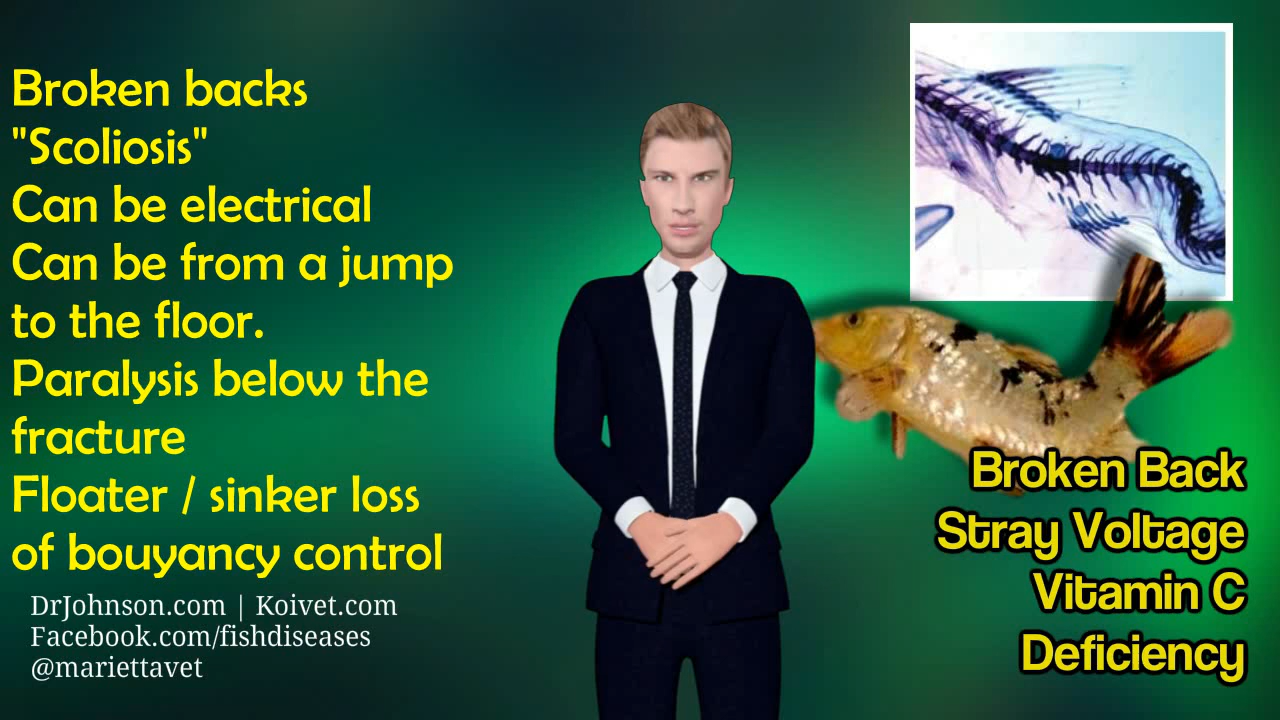 Broken backs
"Scoliosis"
Can be electrical
Can be from a jump
to the floor.
Paralysis below the
fracture
Floater / sinker loss
of bouyancy control
DrJohnson.com | Koivet.com
Facebook.com/fishdiseases
@mariettavet
Broken Back
Stray Voltage
Vitamin C
Deficiency